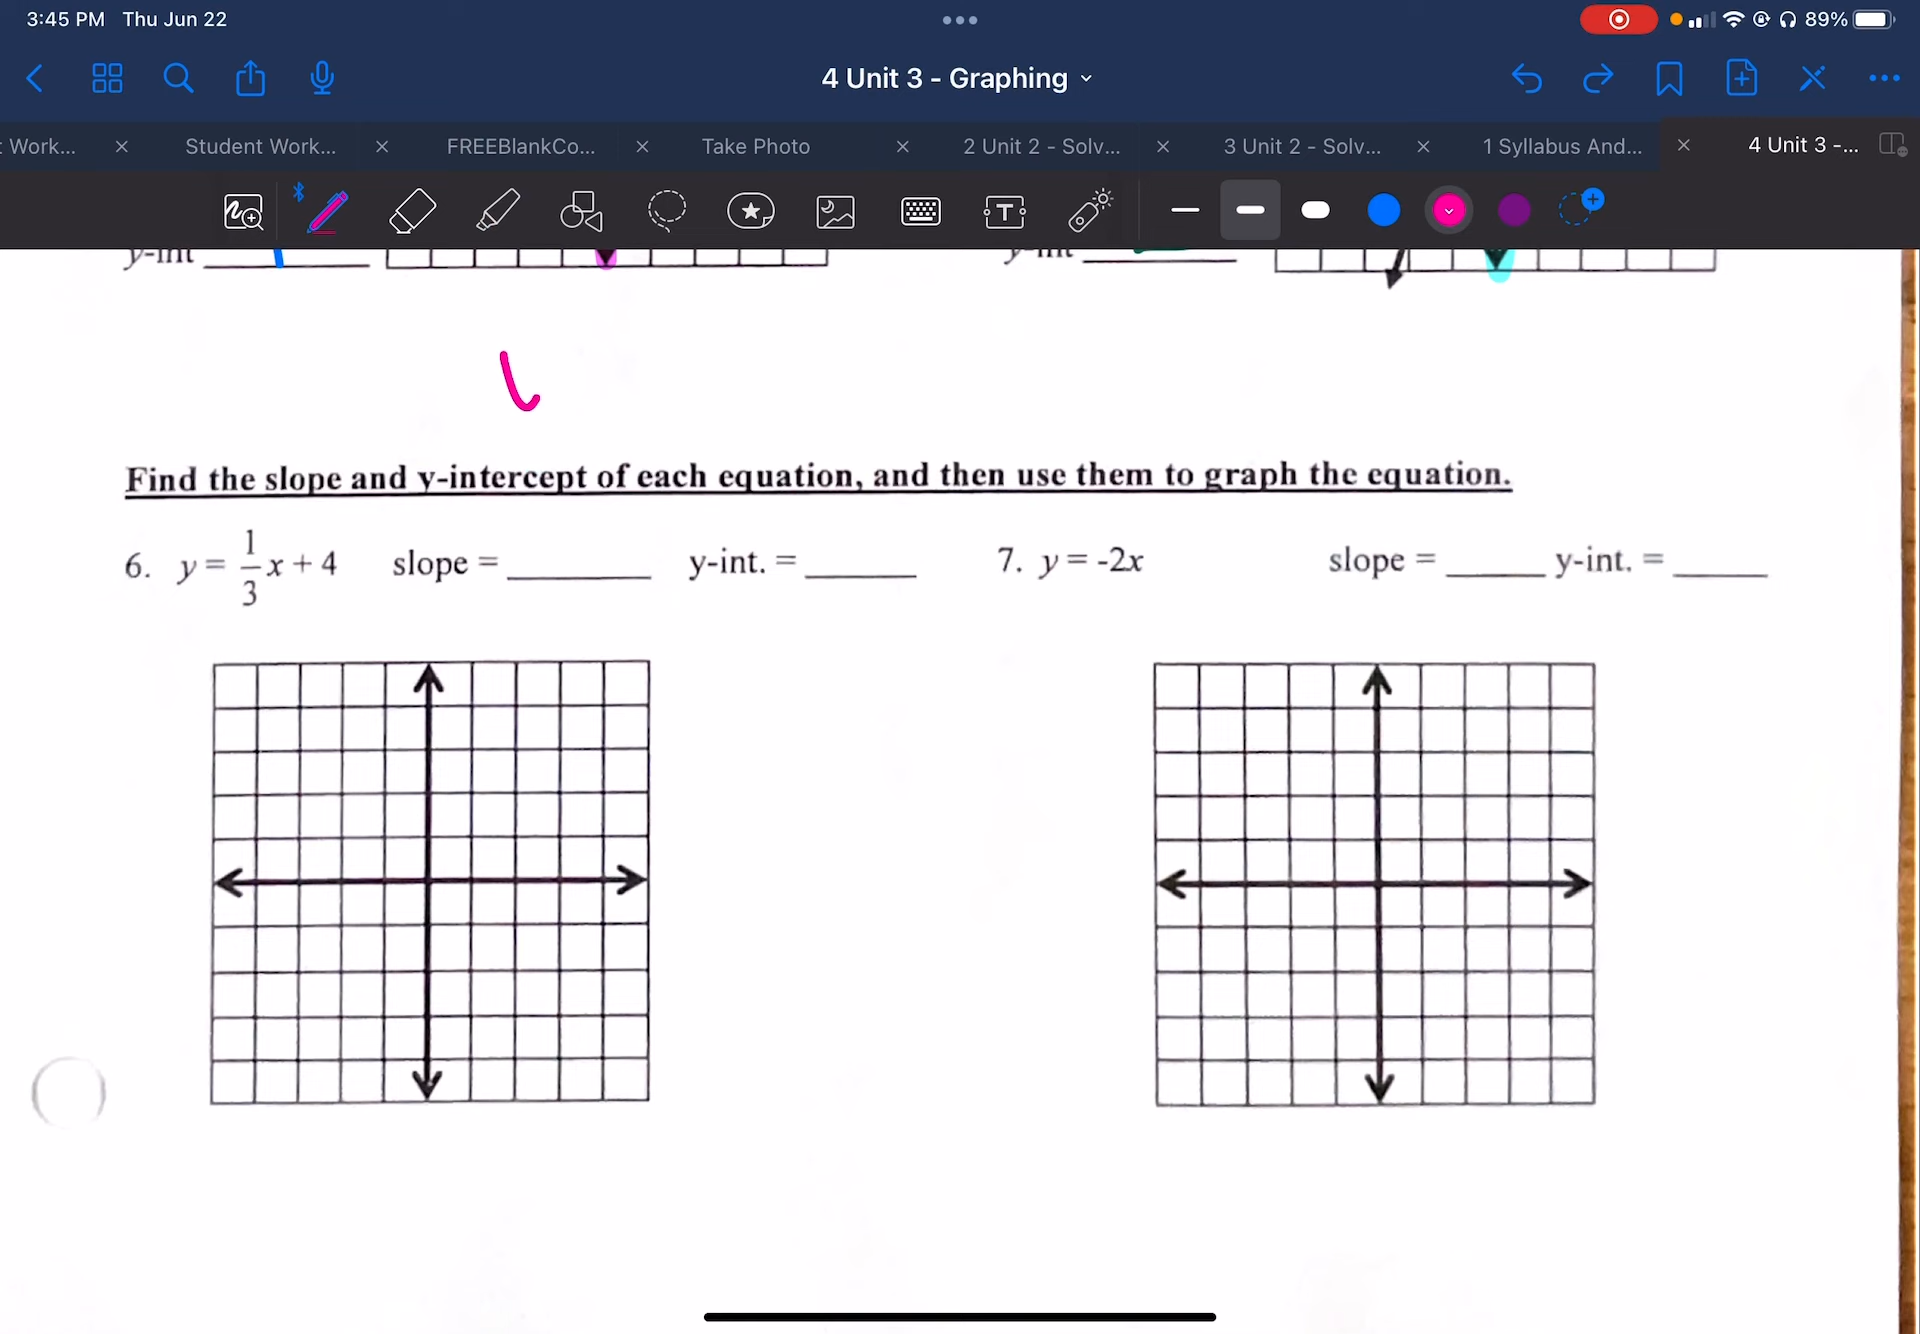 3:45 PM Thu Jun 22
89%
4 Unit 3 - Graphing
Work...
Student Work...
FREEBlankCo...
Take Photo
2 Unit 2 - Solv...
3 Unit 2 - Solv...
1 Syllabus And...
4 Unit 3 -...
T
y-int
y-int
Find the slope and y-intercept of each equation, and then use them to graph the equation.
6. y = 1/3 x + 4 slope = ______ y-int. = ______
7. y = -2x slope = ______ y-int. = ______